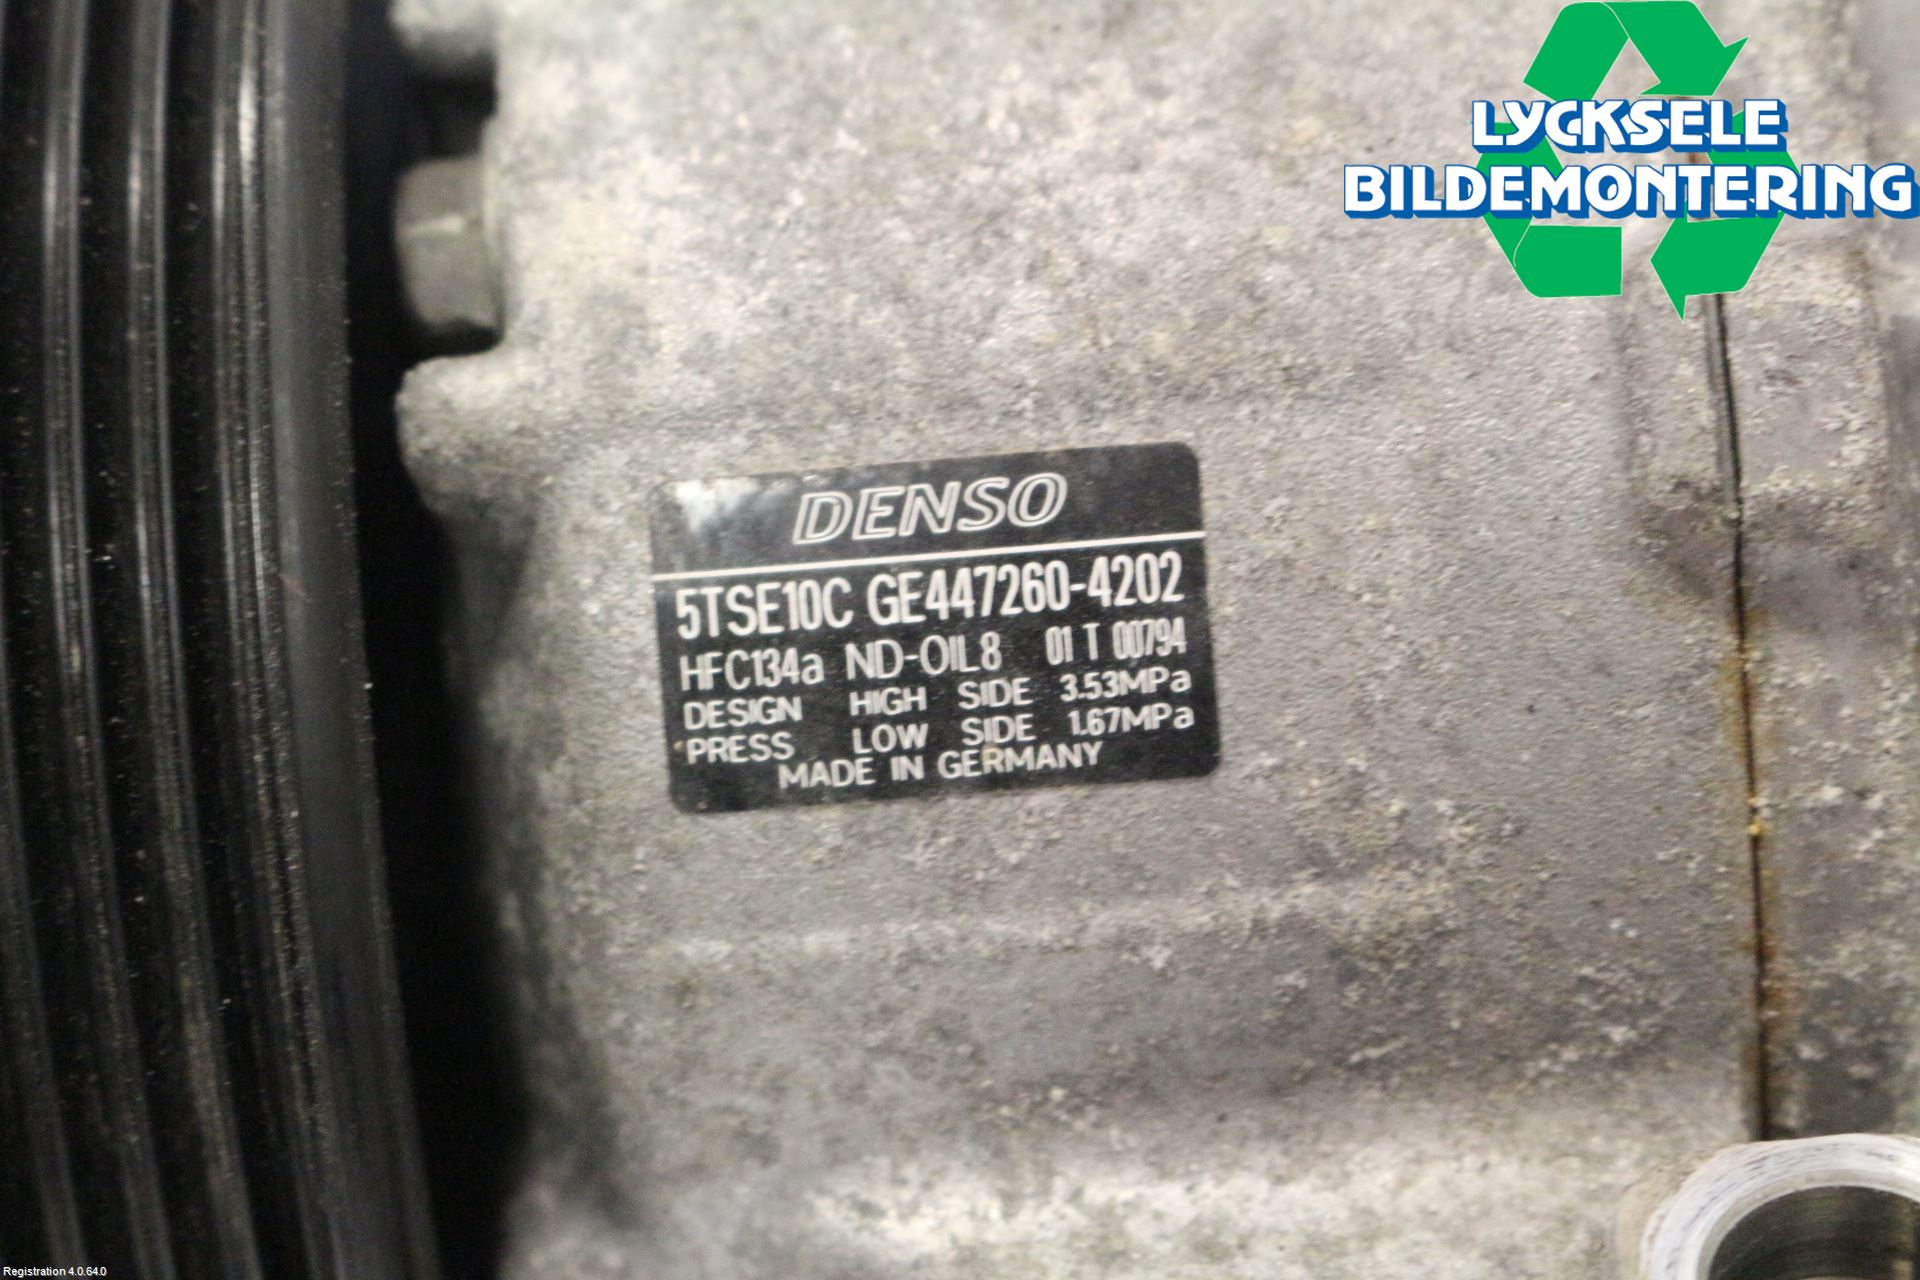 LYCKSELE
BILDEMONTERING
DENSO
5TSE10C GE447260-4202
HFC134a ND-OIL8 01 T 00794
DESIGN HIGH SIDE 3.53MPa
PRESS LOW SIDE 1.67MPa
MADE IN GERMANY
Registration 4.0.64.0